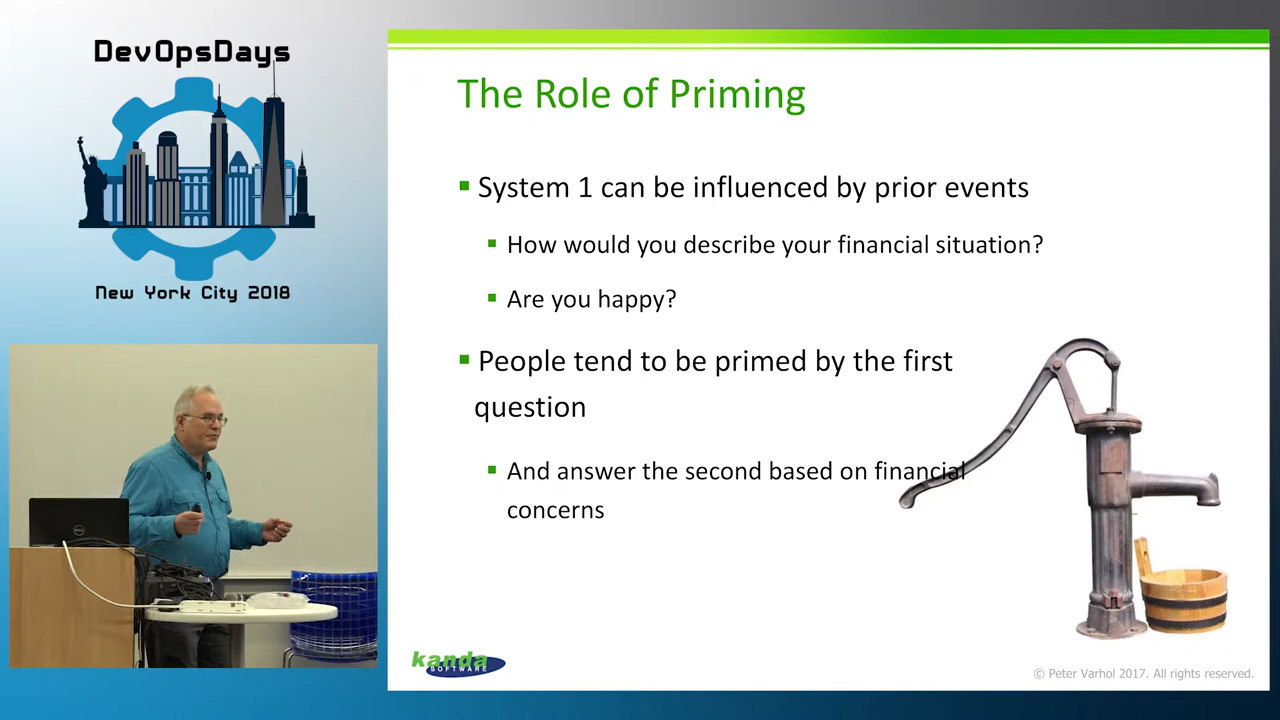 DevOpsDays
New York City 2018
The Role of Priming
System 1 can be influenced by prior events
How would you describe your financial situation?
Are you happy?
People tend to be primed by the first
question
And answer the second based on financial
concerns
kanda
SOFTWARE
© Peter Varhol 2017. All rights reserved.
DELL